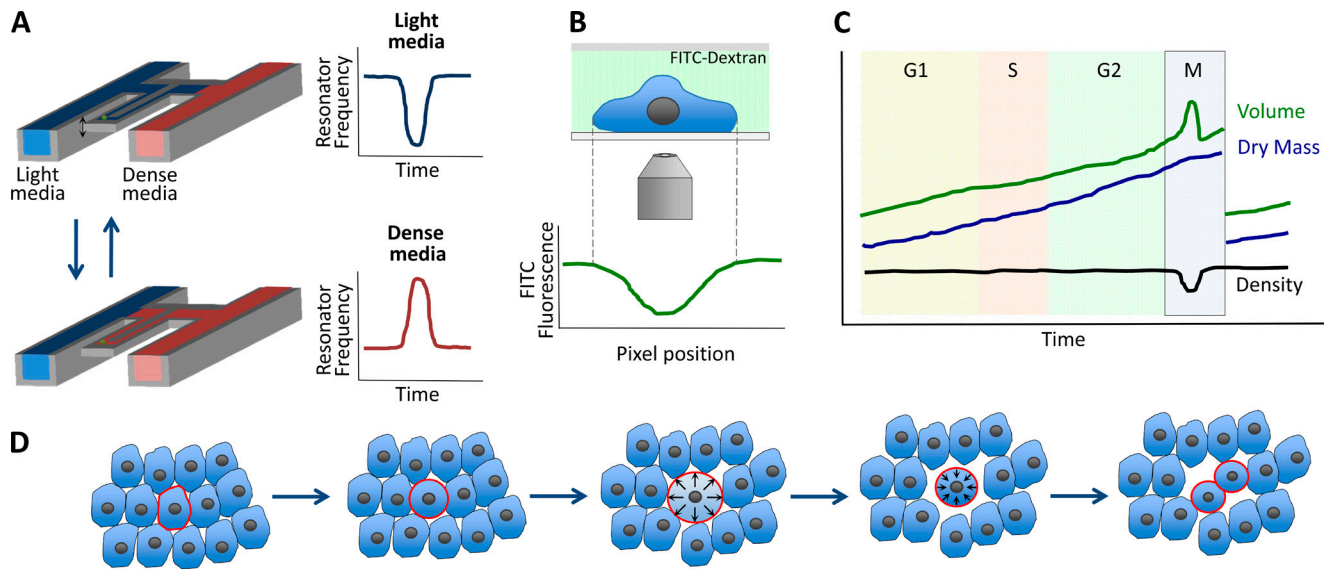 A
Light
media
Resonator
Frequency
Time
Light
media
Dense
media
Dense
media
Resonator
Frequency
Time
B
FITC-Dextran
FITC
Fluorescence
Pixel position
C
G1
S
G2
M
Volume
Dry Mass
Density
Time
D